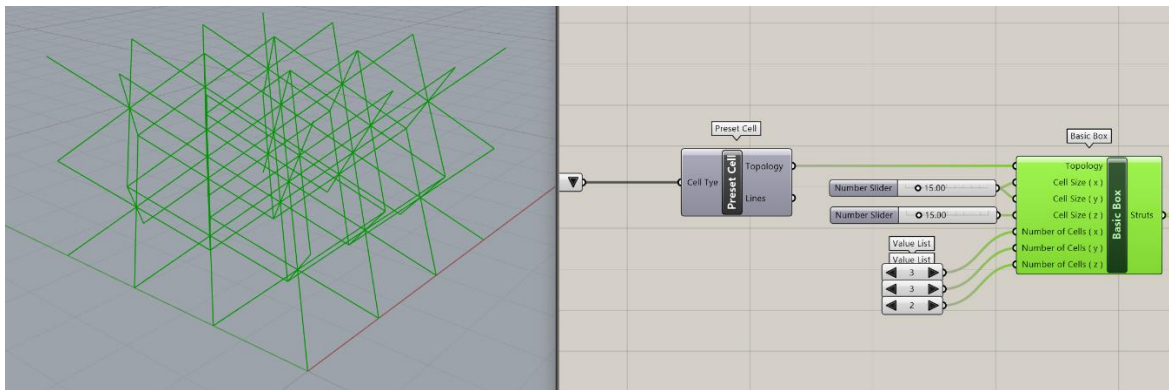 Preset Cell
Cell Tye
Preset Cell
Topology
Lines
Number Slider
15.00
Number Slider
15.00
Value List
Value List
3
3
2
Basic Box
Topology
Cell Size ( x )
Cell Size ( y )
Cell Size ( z )
Number of Cells ( x )
Number of Cells ( y )
Number of Cells ( z )
Basic Box
Struts